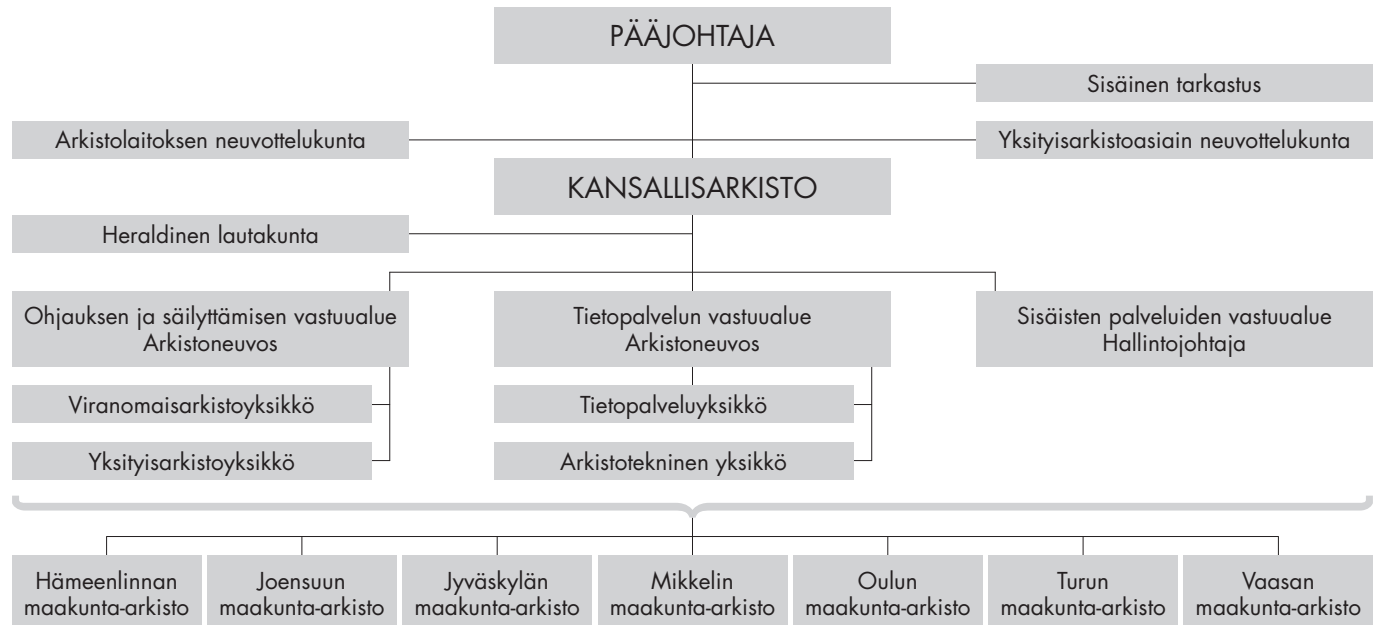 PÄÄJOHTAJA
Sisäinen tarkastus
Arkistolaitoksen neuvottelukunta
Yksityisarkistoasiain neuvottelukunta
KANSALLISARKISTO
Heraldinen lautakunta
Ohjauksen ja säilyttämisen vastuualue
Arkistoneuvos
Tietopalvelun vastuualue
Arkistoneuvos
Sisäisten palveluiden vastuualue
Hallintojohtaja
Viranomaisarkistoyksikkö
Tietopalveluyksikkö
Yksityisarkistoyksikkö
Arkistotekninen yksikkö
Hämeenlinnan
maakunta-arkisto
Joensuun
maakunta-arkisto
Jyväskylän
maakunta-arkisto
Mikkelin
maakunta-arkisto
Oulun
maakunta-arkisto
Turun
maakunta-arkisto
Vaasan
maakunta-arkisto